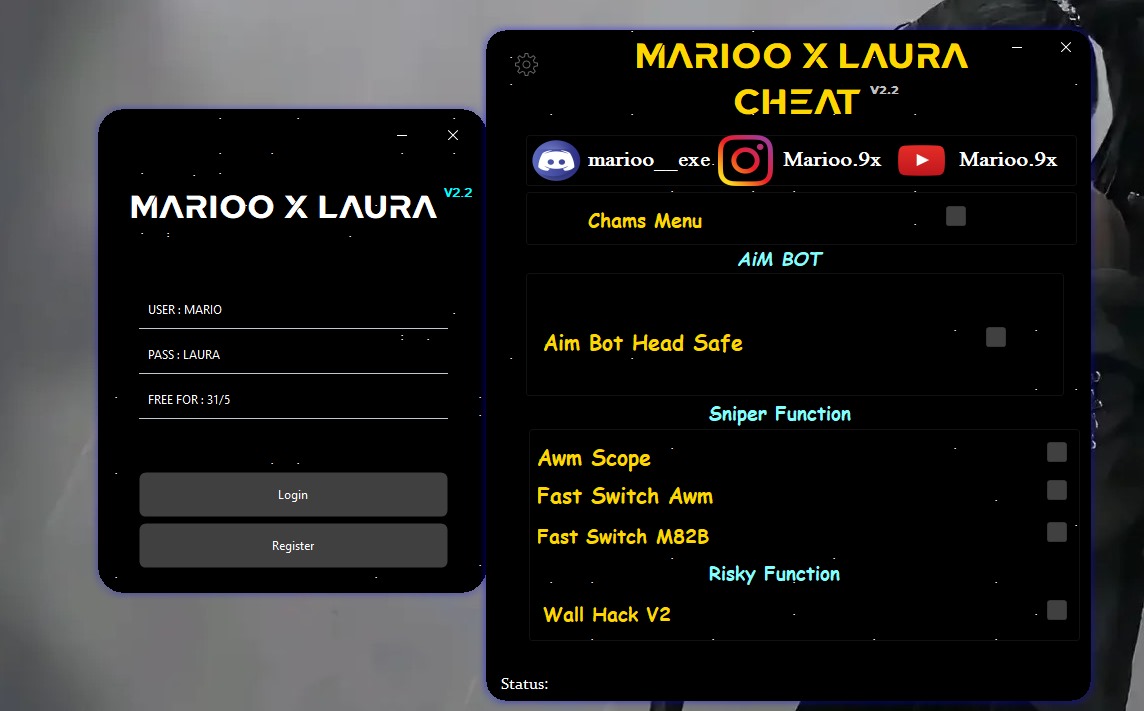 MARIOO X LAURA V2.2
USER : MARIO
PASS : LAURA
FREE FOR : 31/5
Login
Register
MARIOO X LAURA
CHEAT V2.2
marioo__exe Marioo.9x Marioo.9x
Chams Menu
AiM BOT
Aim Bot Head Safe
Sniper Function
Awm Scope
Fast Switch Awm
Fast Switch M82B
Risky Function
Wall Hack V2
Status: